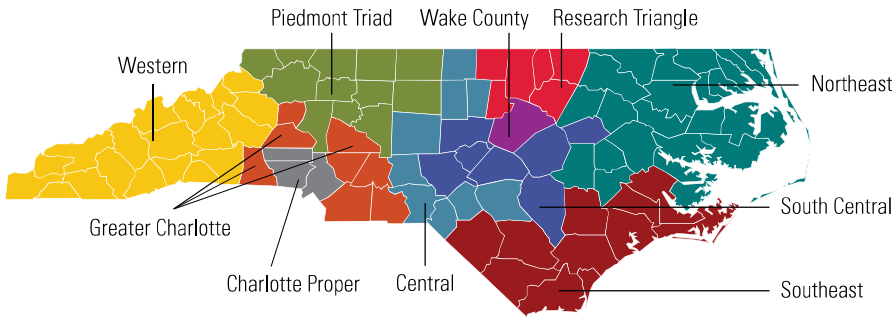 Piedmont Triad
Wake County
Research Triangle
Western
Northeast
Greater Charlotte
South Central
Charlotte Proper
Central
Southeast